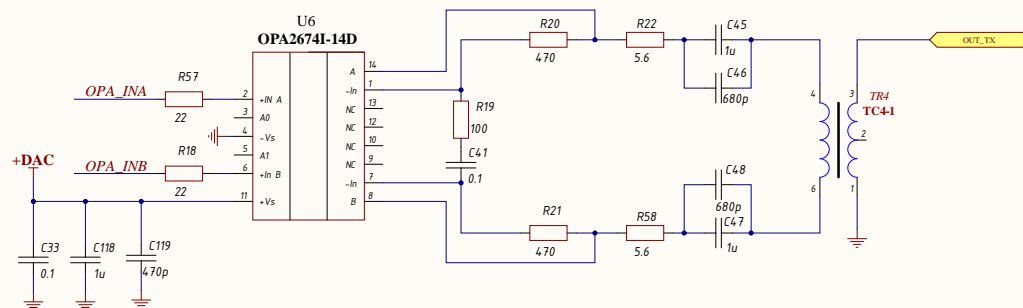 U6
OPA2674I-14D
R57
OPA_INA
22
R18
OPA_INB
22
+DAC
C33
0.1
C118
1u
C119
470p
2 +IN A
3 A0
4 -Vs
5 A1
6 +In B
11 +Vs
A 14
-In 1
NC 13
NC 12
NC 10
NC 9
-In 7
B 8
R19
100
C41
0.1
R20
470
R22
5.6
C45
1u
C46
680p
R21
470
R58
5.6
C48
680p
C47
1u
4
3
TR4
TC4-1
2
6
1
OUT_TX